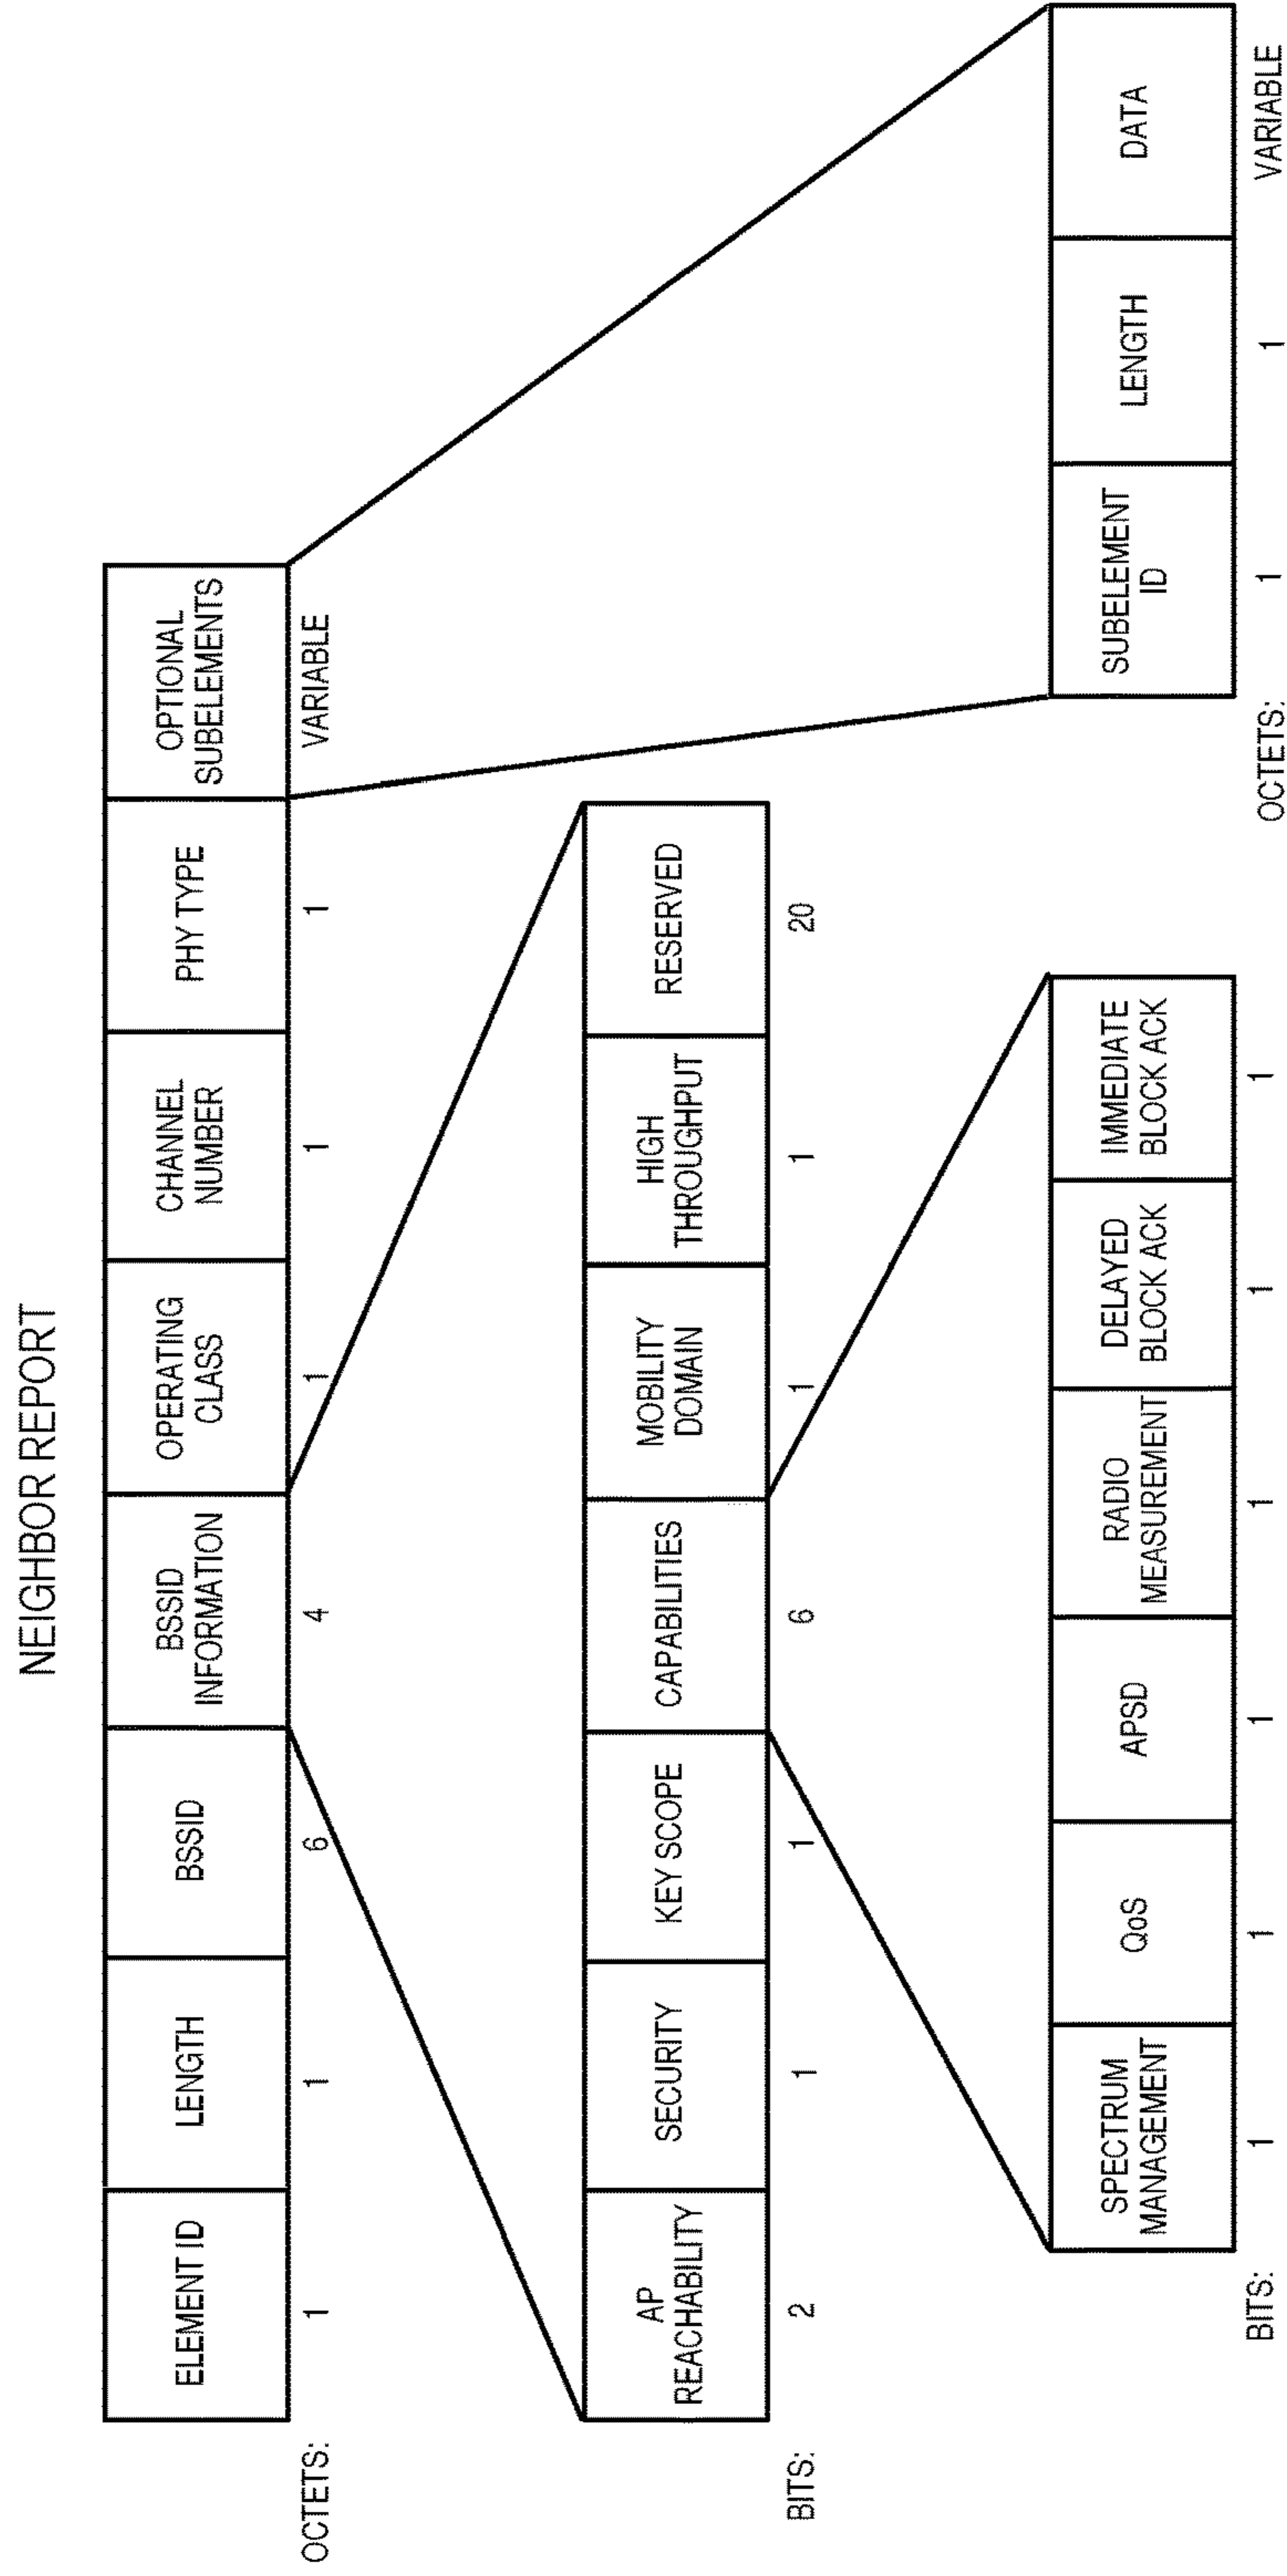 NEIGHBOR REPORT
ELEMENT ID
LENGTH
BSSID
BSSID
INFORMATION
OPERATING
CLASS
CHANNEL
NUMBER
PHY TYPE
OPTIONAL
SUBELEMENTS
OCTETS: 1 1 6 4 1 1 1 VARIABLE
AP
REACHABILITY
SECURITY
KEY SCOPE
CAPABILITIES
MOBILITY
DOMAIN
HIGH
THROUGHPUT
RESERVED
BITS: 2 1 1 6 1 1 20
SPECTRUM
MANAGEMENT
QoS
APSD
RADIO
MEASUREMENT
DELAYED
BLOCK ACK
IMMEDIATE
BLOCK ACK
BITS: 1 1 1 1 1 1
SUBELEMENT
ID
LENGTH
DATA
OCTETS: 1 1 VARIABLE